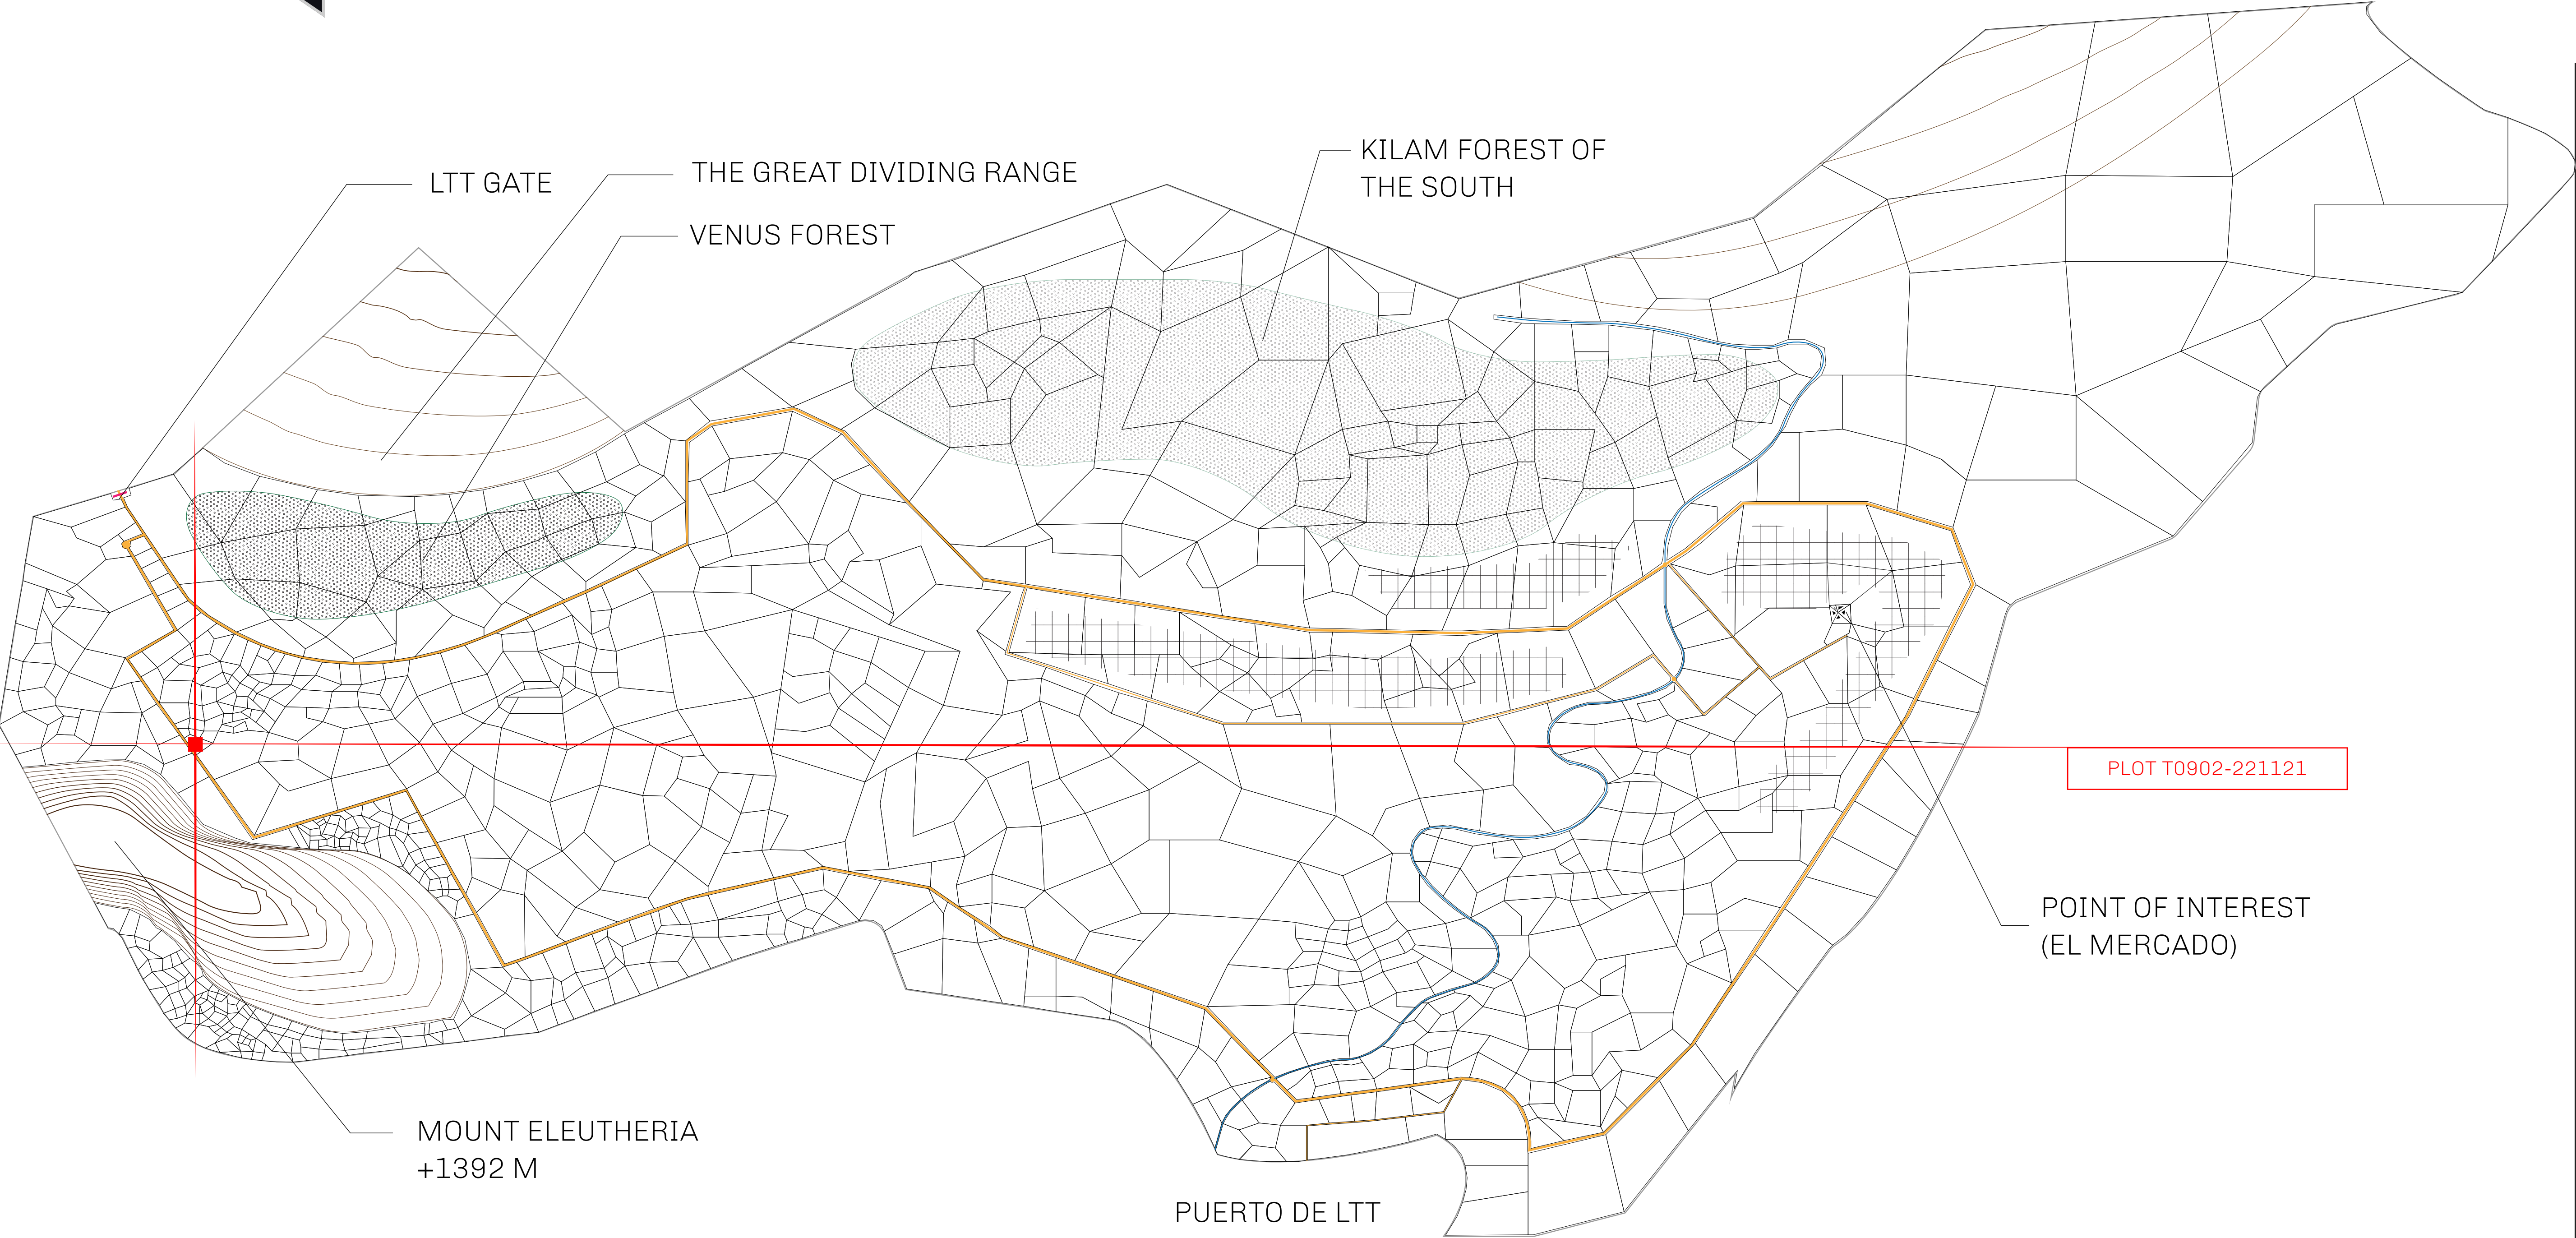 LTT GATE
THE GREAT DIVIDING RANGE
VENUS FOREST
KILAM FOREST OF
THE SOUTH
PLOT T0902-221121
POINT OF INTEREST
(EL MERCADO)
MOUNT ELEUTHERIA
+1392 M
PUERTO DE LTT